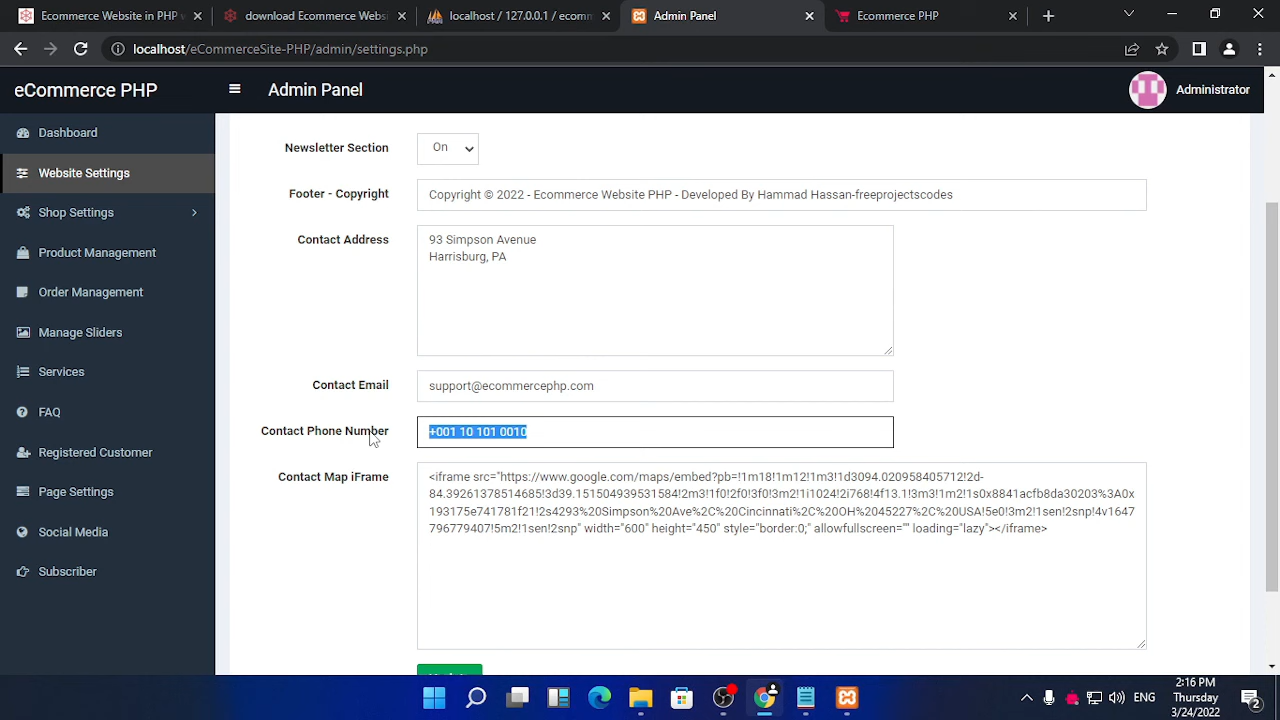 Ecommerce Website in PHP w
download Ecommerce Websi
localhost / 127.0.0.1 / ecomm
Admin Panel
Ecommerce PHP
localhost/eCommerceSite-PHP/admin/settings.php
eCommerce PHP
Admin Panel
Administrator
Dashboard
Website Settings
Shop Settings
Product Management
Order Management
Manage Sliders
Services
FAQ
Registered Customer
Page Settings
Social Media
Subscriber
Newsletter Section
On
Footer - Copyright
Copyright © 2022 - Ecommerce Website PHP - Developed By Hammad Hassan-freeprojectscodes
Contact Address
93 Simpson Avenue
Harrisburg, PA
Contact Email
support@ecommercephp.com
Contact Phone Number
+001 10 101 0010
Contact Map iFrame
<iframe src="https://www.google.com/maps/embed?pb=!1m18!1m12!1m3!1d3094.020958405712!2d-
84.39261378514685!3d39.151504939531584!2m3!1f0!2f0!3f0!3m2!1i1024!2i768!4f13.1!3m3!1m2!1s0x8841acfb8da30203%3A0x
193175e741781f21!2s4293%20Simpson%20Ave%2C%20Cincinnati%2C%20OH%2045227%2C%20USA!5e0!3m2!1sen!2snp!4v1647
796779407!5m2!1sen!2snp" width="600" height="450" style="border:0;" allowfullscreen="" loading="lazy"></iframe>
ENG
2:16 PM
Thursday
3/24/2022
2